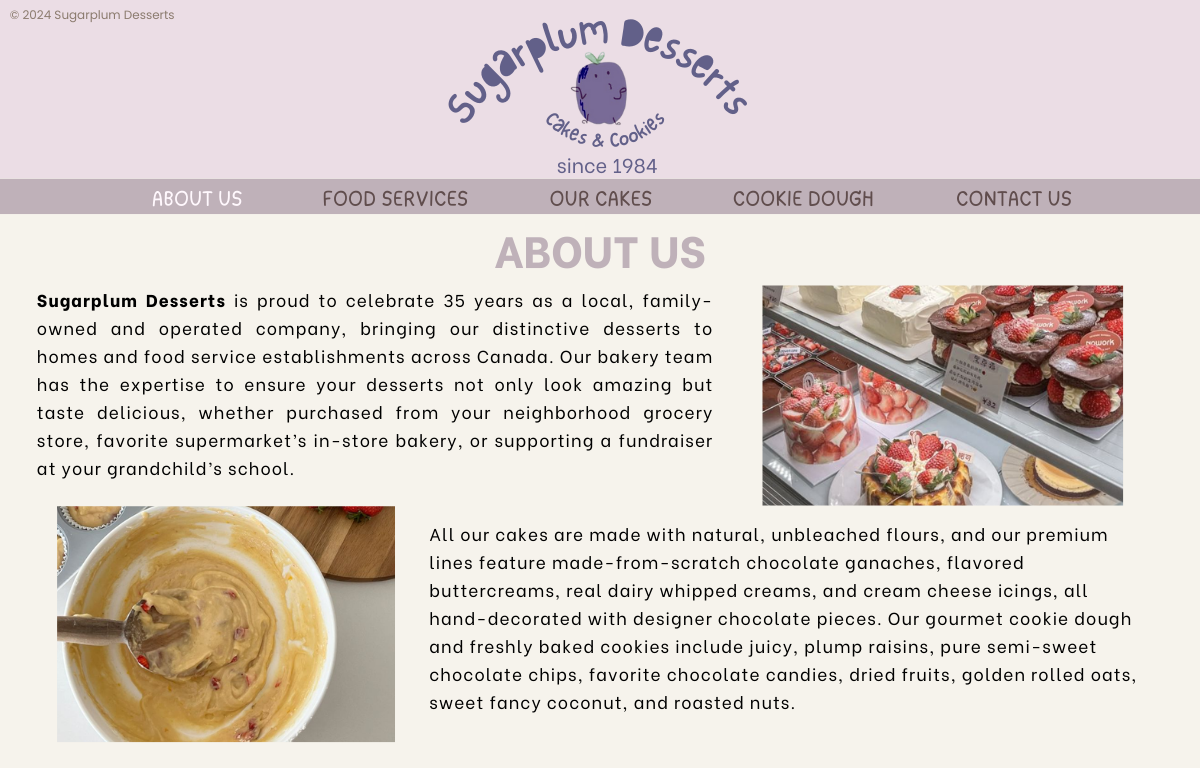 © 2024 Sugarplum Desserts
Sugarplum Desserts
Cakes & Cookies
since 1984
ABOUT US
FOOD SERVICES
OUR CAKES
COOKIE DOUGH
CONTACT US
ABOUT US
Sugarplum Desserts is proud to celebrate 35 years as a local, family-
owned and operated company, bringing our distinctive desserts to
homes and food service establishments across Canada. Our bakery team
has the expertise to ensure your desserts not only look amazing but
taste delicious, whether purchased from your neighborhood grocery
store, favorite supermarket’s in-store bakery, or supporting a fundraiser
at your grandchild’s school.
All our cakes are made with natural, unbleached flours, and our premium
lines feature made-from-scratch chocolate ganaches, flavored
buttercreams, real dairy whipped creams, and cream cheese icings, all
hand-decorated with designer chocolate pieces. Our gourmet cookie dough
and freshly baked cookies include juicy, plump raisins, pure semi-sweet
chocolate chips, favorite chocolate candies, dried fruits, golden rolled oats,
sweet fancy coconut, and roasted nuts.